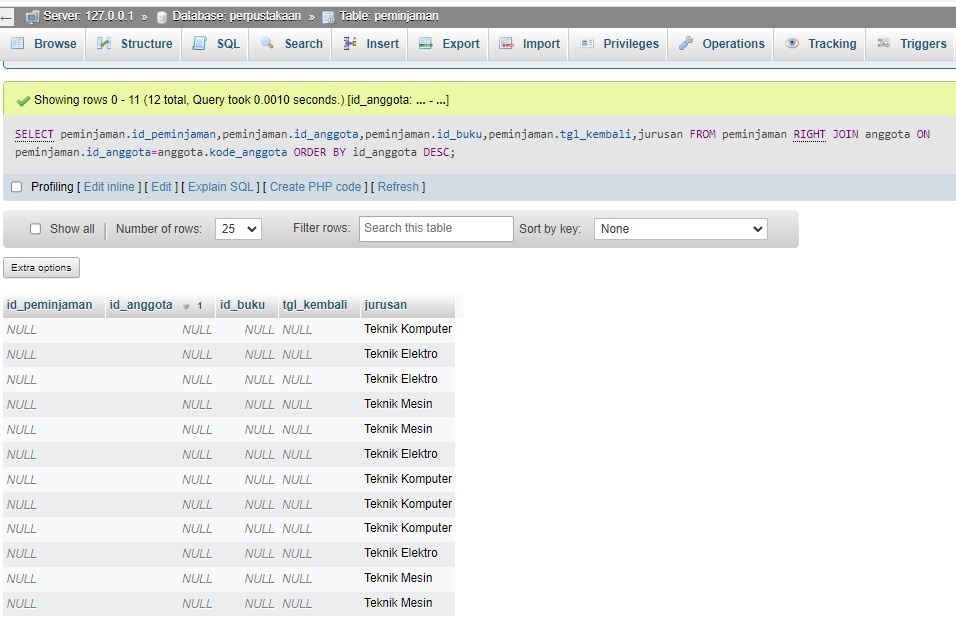 Server: 127.0.0.1 » Database: perpustakaan » Table: peminjaman
Browse Structure SQL Search Insert Export Import Privileges Operations Tracking Triggers
Showing rows 0 - 11 (12 total, Query took 0.0010 seconds.) [id_anggota: ... - ...]
SELECT peminjaman.id_peminjaman,peminjaman.id_anggota,peminjaman.id_buku,peminjaman.tgl_kembali,jurusan FROM peminjaman RIGHT JOIN anggota ON
peminjaman.id_anggota=anggota.kode_anggota ORDER BY id_anggota DESC;
Profiling [ Edit inline ] [ Edit ] [ Explain SQL ] [ Create PHP code ] [ Refresh ]
Show all Number of rows: 25 Filter rows: Search this table Sort by key: None
Extra options
id_peminjaman id_anggota 1 id_buku tgl_kembali jurusan
NULL NULL NULL NULL Teknik Komputer
NULL NULL NULL NULL Teknik Elektro
NULL NULL NULL NULL Teknik Elektro
NULL NULL NULL NULL Teknik Mesin
NULL NULL NULL NULL Teknik Mesin
NULL NULL NULL NULL Teknik Elektro
NULL NULL NULL NULL Teknik Komputer
NULL NULL NULL NULL Teknik Komputer
NULL NULL NULL NULL Teknik Komputer
NULL NULL NULL NULL Teknik Elektro
NULL NULL NULL NULL Teknik Mesin
NULL NULL NULL NULL Teknik Mesin